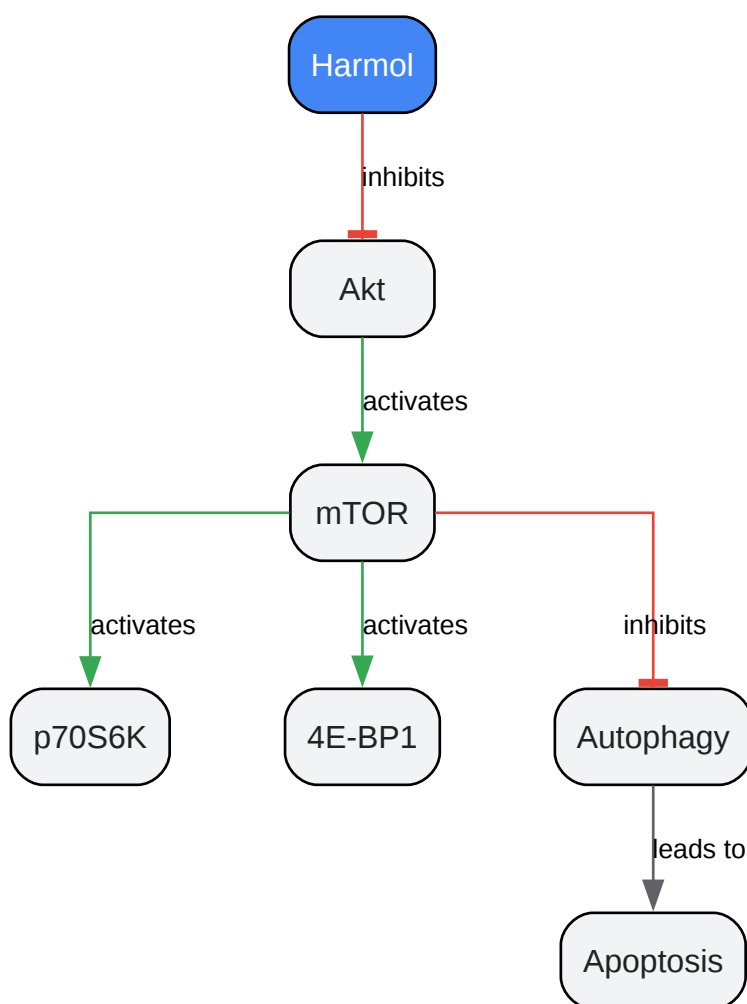 Harmol
inhibits
Akt
activates
mTOR
activates
activates
inhibits
p70S6K
4E-BP1
Autophagy
leads to
Apoptosis